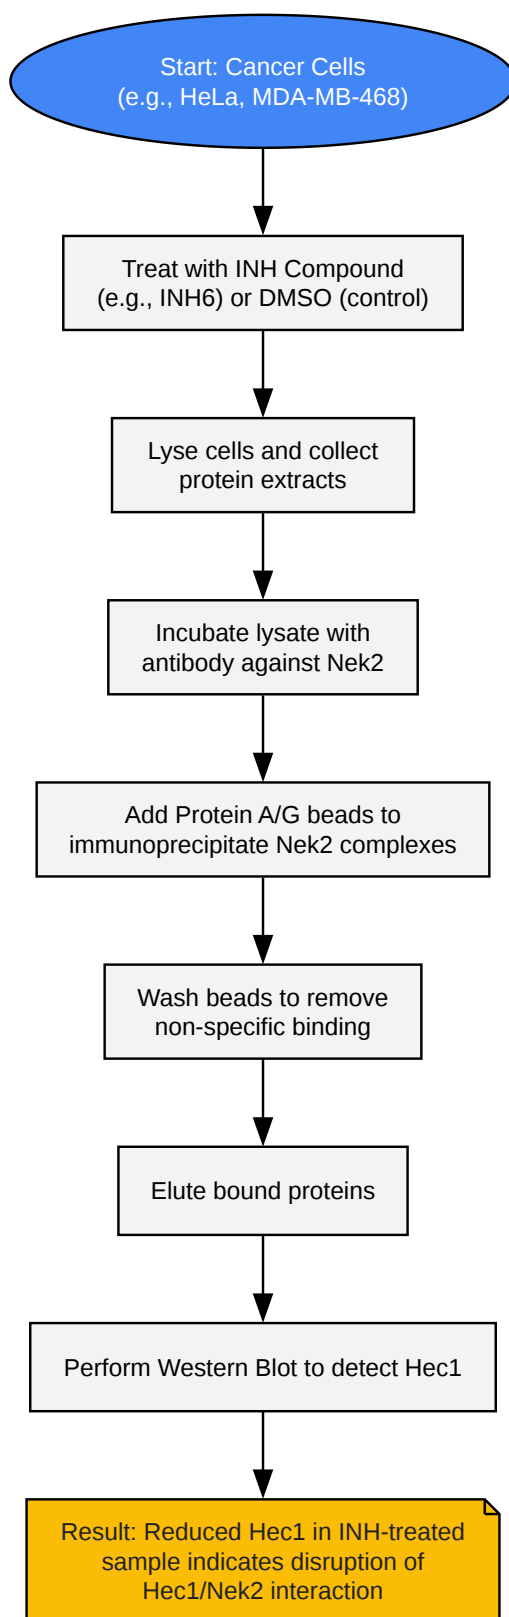 Start: Cancer Cells
(e.g., HeLa, MDA-MB-468)
Treat with INH Compound
(e.g., INH6) or DMSO (control)
Lyse cells and collect
protein extracts
Incubate lysate with
antibody against Nek2
Add Protein A/G beads to
immunoprecipitate Nek2 complexes
Wash beads to remove
non-specific binding
Elute bound proteins
Perform Western Blot to detect Hec1
Result: Reduced Hec1 in INH-treated
sample indicates disruption of
Hec1/Nek2 interaction